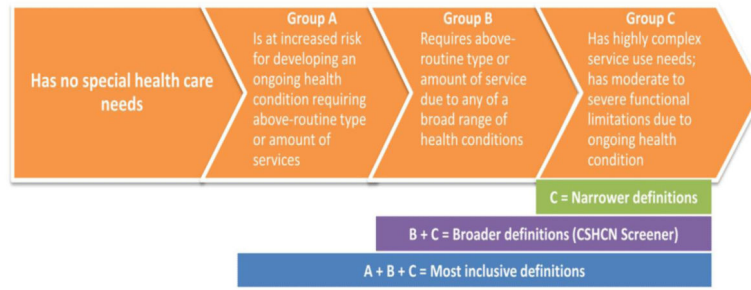 Has no special health care
needs
Group A
Is at increased risk
for developing an
ongoing health
condition requiring
above-routine type
or amount of
services
Group B
Requires above-
routine type or
amount of service
due to any of a
broad range of
health conditions
Group C
Has highly complex
service use needs;
has moderate to
severe functional
limitations due to
ongoing health
condition
C = Narrower definitions
B + C = Broader definitions (CSHCN Screener)
A + B + C = Most inclusive definitions